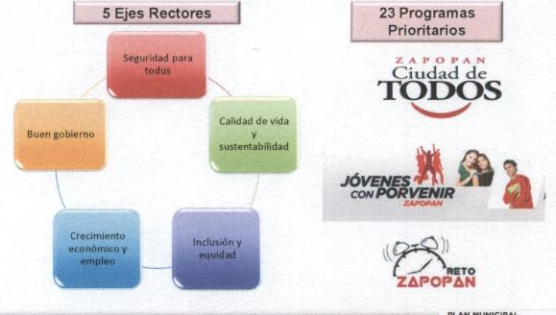 5 Ejes Rectores
Seguridad para
todos
Calidad de vida
y
sustentabilidad
Inclusión y
equidad
Crecimiento
económico y
empleo
Buen gobierno
23 Programas
Prioritarios
ZAPOPAN
Ciudad de
TODOS
JÓVENES
CON PORVENIR
ZAPOPAN
RETO
ZAPOPAN
PLAN MUNICIPAL